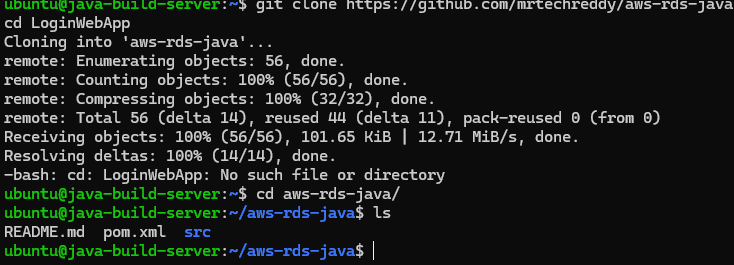 ubuntu@java-build-server:~$ git clone https://github.com/mrtechreddy/aws-rds-java
cd LoginWebApp
Cloning into 'aws-rds-java'...
remote: Enumerating objects: 56, done.
remote: Counting objects: 100% (56/56), done.
remote: Compressing objects: 100% (32/32), done.
remote: Total 56 (delta 14), reused 44 (delta 11), pack-reused 0 (from 0)
Receiving objects: 100% (56/56), 101.65 KiB | 12.71 MiB/s, done.
Resolving deltas: 100% (14/14), done.
-bash: cd: LoginWebApp: No such file or directory
ubuntu@java-build-server:~$ cd aws-rds-java/
ubuntu@java-build-server:~/aws-rds-java$ ls
README.md  pom.xml  src
ubuntu@java-build-server:~/aws-rds-java$